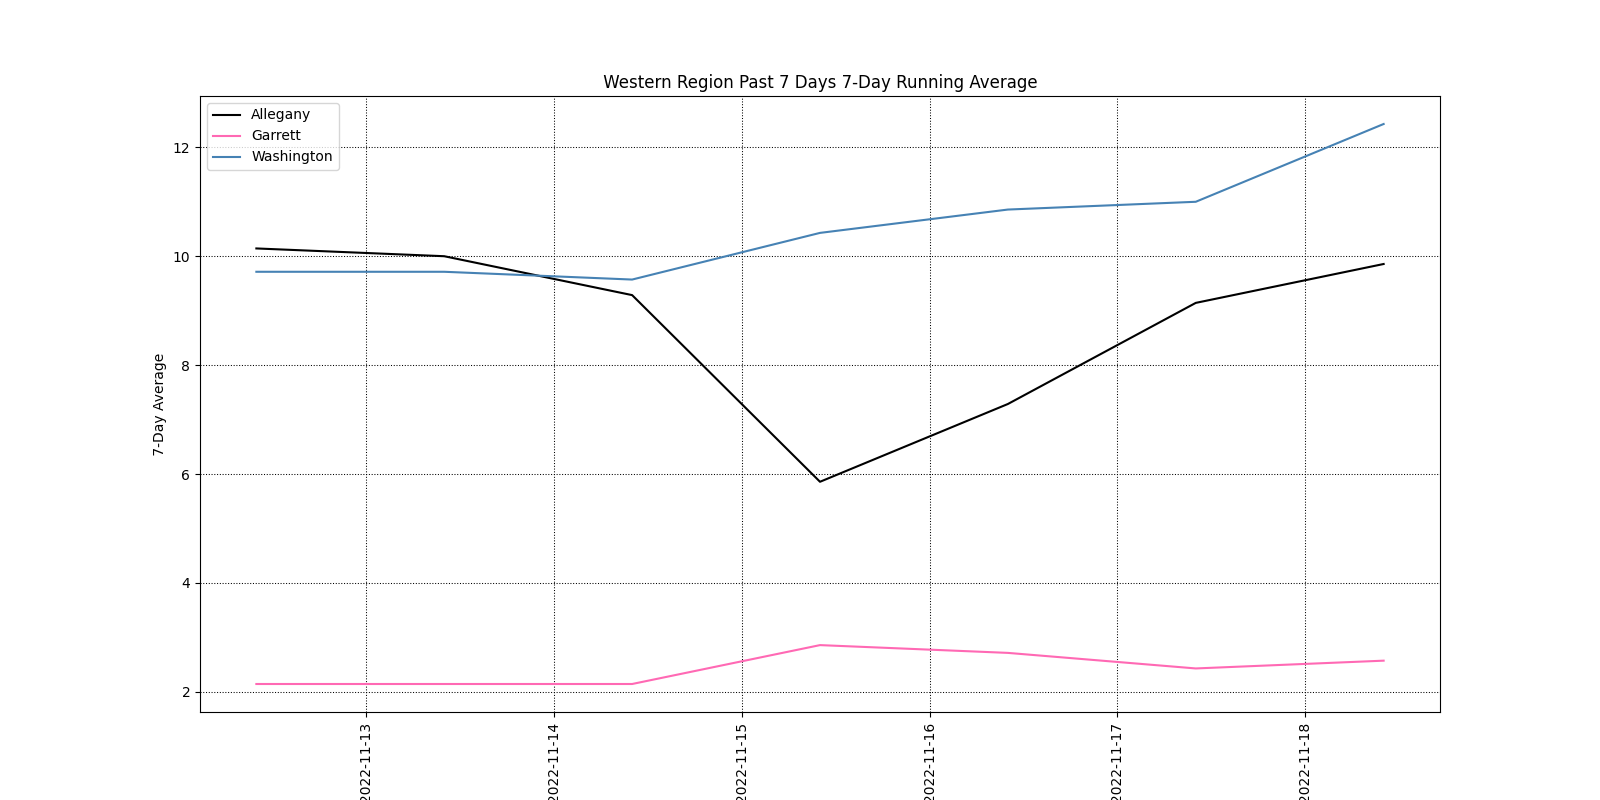 Western Region Past 7 Days 7-Day Running Average
Allegany
Garrett
Washington
12
10
8
6
4
2
7-Day Average
2022-11-13
2022-11-14
2022-11-15
2022-11-16
2022-11-17
2022-11-18